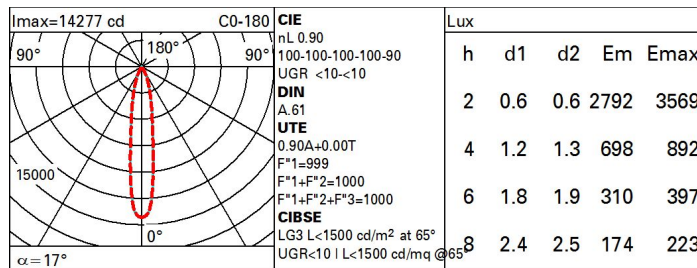 Imax=14277 cd C0-180
90° 180° 90°
15000
0°
α=17°
CIE
nL 0.90
100-100-100-100-90
UGR <10-<10
DIN
A.61
UTE
0.90A+0.00T
F"1=999
F"1+F"2=1000
F"1+F"2+F"3=1000
CIBSE
LG3 L<1500 cd/m² at 65°
UGR<10 | L<1500 cd/mq @65°
Lux
h d1 d2 Em Emax
2 0.6 0.6 2792 3569
4 1.2 1.3 698 892
6 1.8 1.9 310 397
8 2.4 2.5 174 223